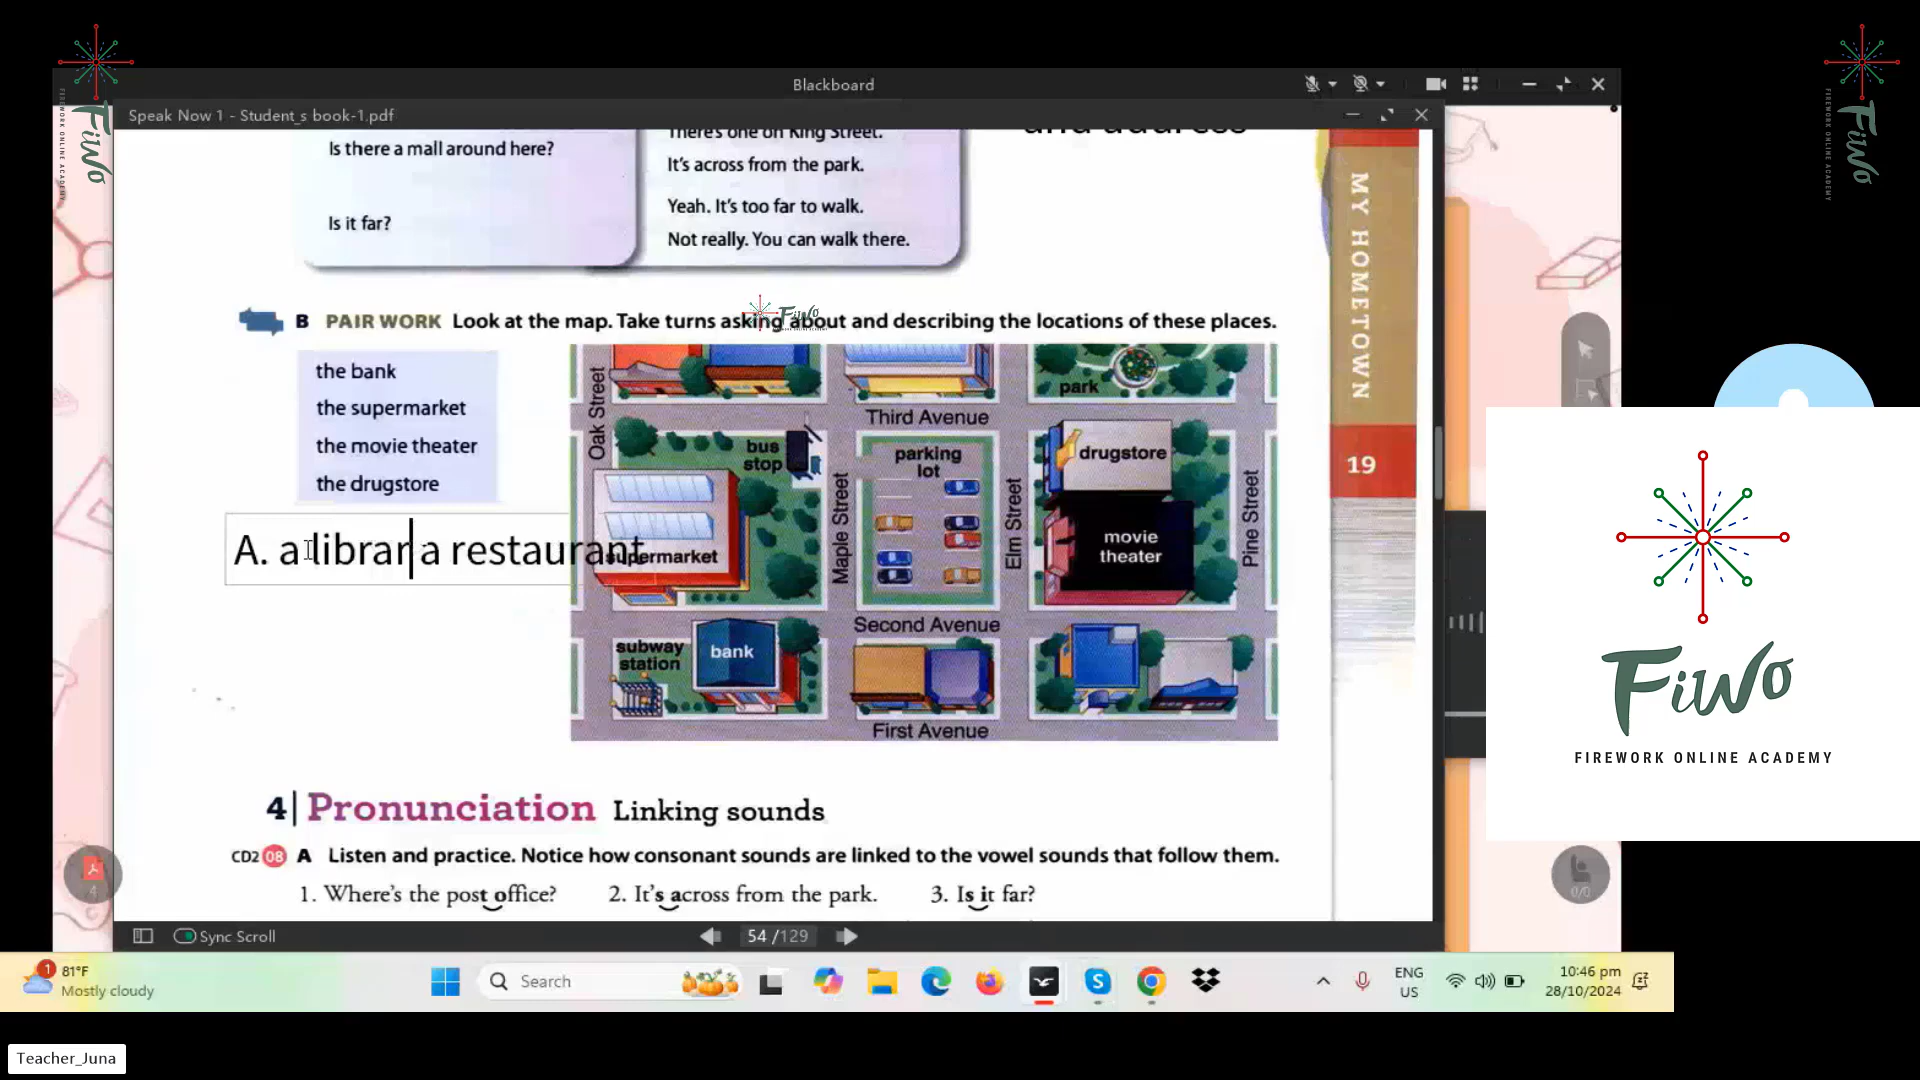 Blackboard
Speak Now 1 - Student_s book-1.pdf
There's one on King Street.
and address
Is there a mall around here?
It's across from the park.
Yeah. It's too far to walk.
Is it far?
Not really. You can walk there.
MY HOMETOWN
19
B PAIR WORK Look at the map. Take turns asking about and describing the locations of these places.
the bank
the supermarket
the movie theater
the drugstore
A. a librar a restaurant
park
Third Avenue
Oak Street
bus stop
parking lot
drugstore
Maple Street
Elm Street
Pine Street
supermarket
movie theater
Second Avenue
subway station
bank
First Avenue
4 Pronunciation Linking sounds
CD2 08 A Listen and practice. Notice how consonant sounds are linked to the vowel sounds that follow them.
1. Where's the post office? 2. It's across from the park. 3. Is it far?
Sync Scroll
54 /129
4
0/0
FiWo
FIREWORK ONLINE ACADEMY
1
81°F
Mostly cloudy
Search
ENG
US
10:46 pm
28/10/2024
Teacher_Juna